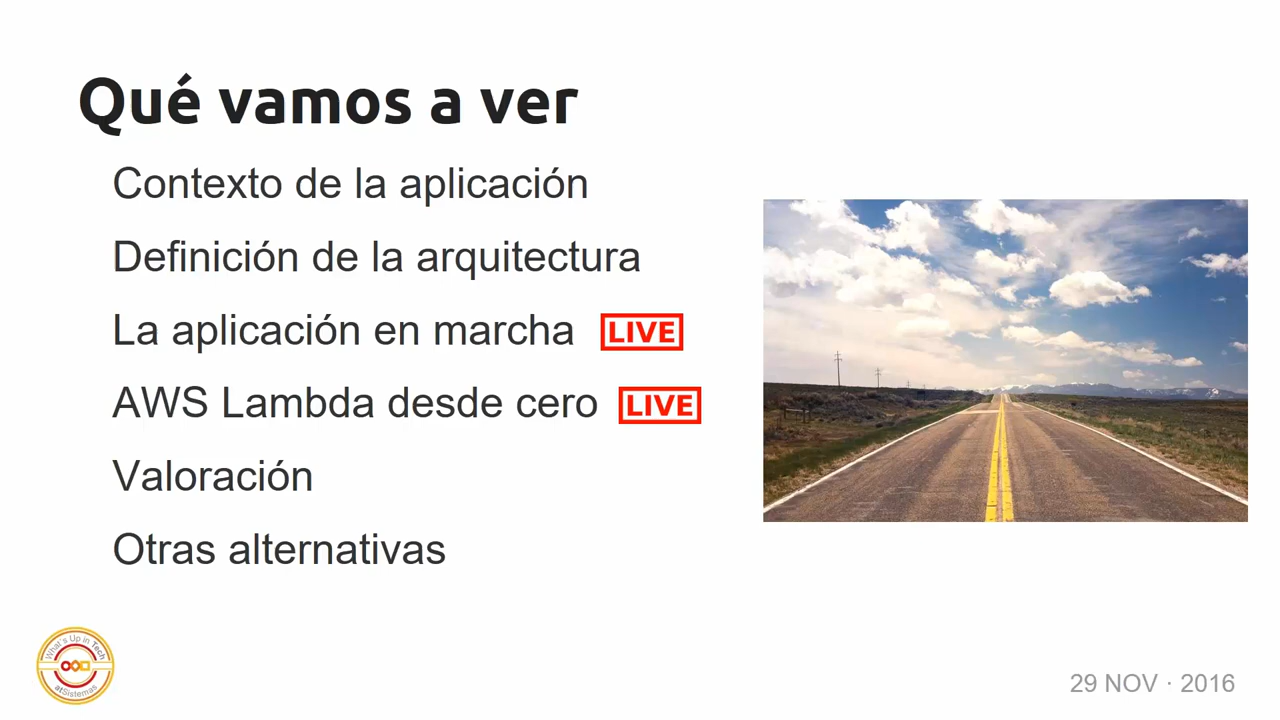 Qué vamos a ver
Contexto de la aplicación
Definición de la arquitectura
La aplicación en marcha LIVE
AWS Lambda desde cero LIVE
Valoración
Otras alternativas
What's Up in Tech
atSistemas
29 NOV · 2016